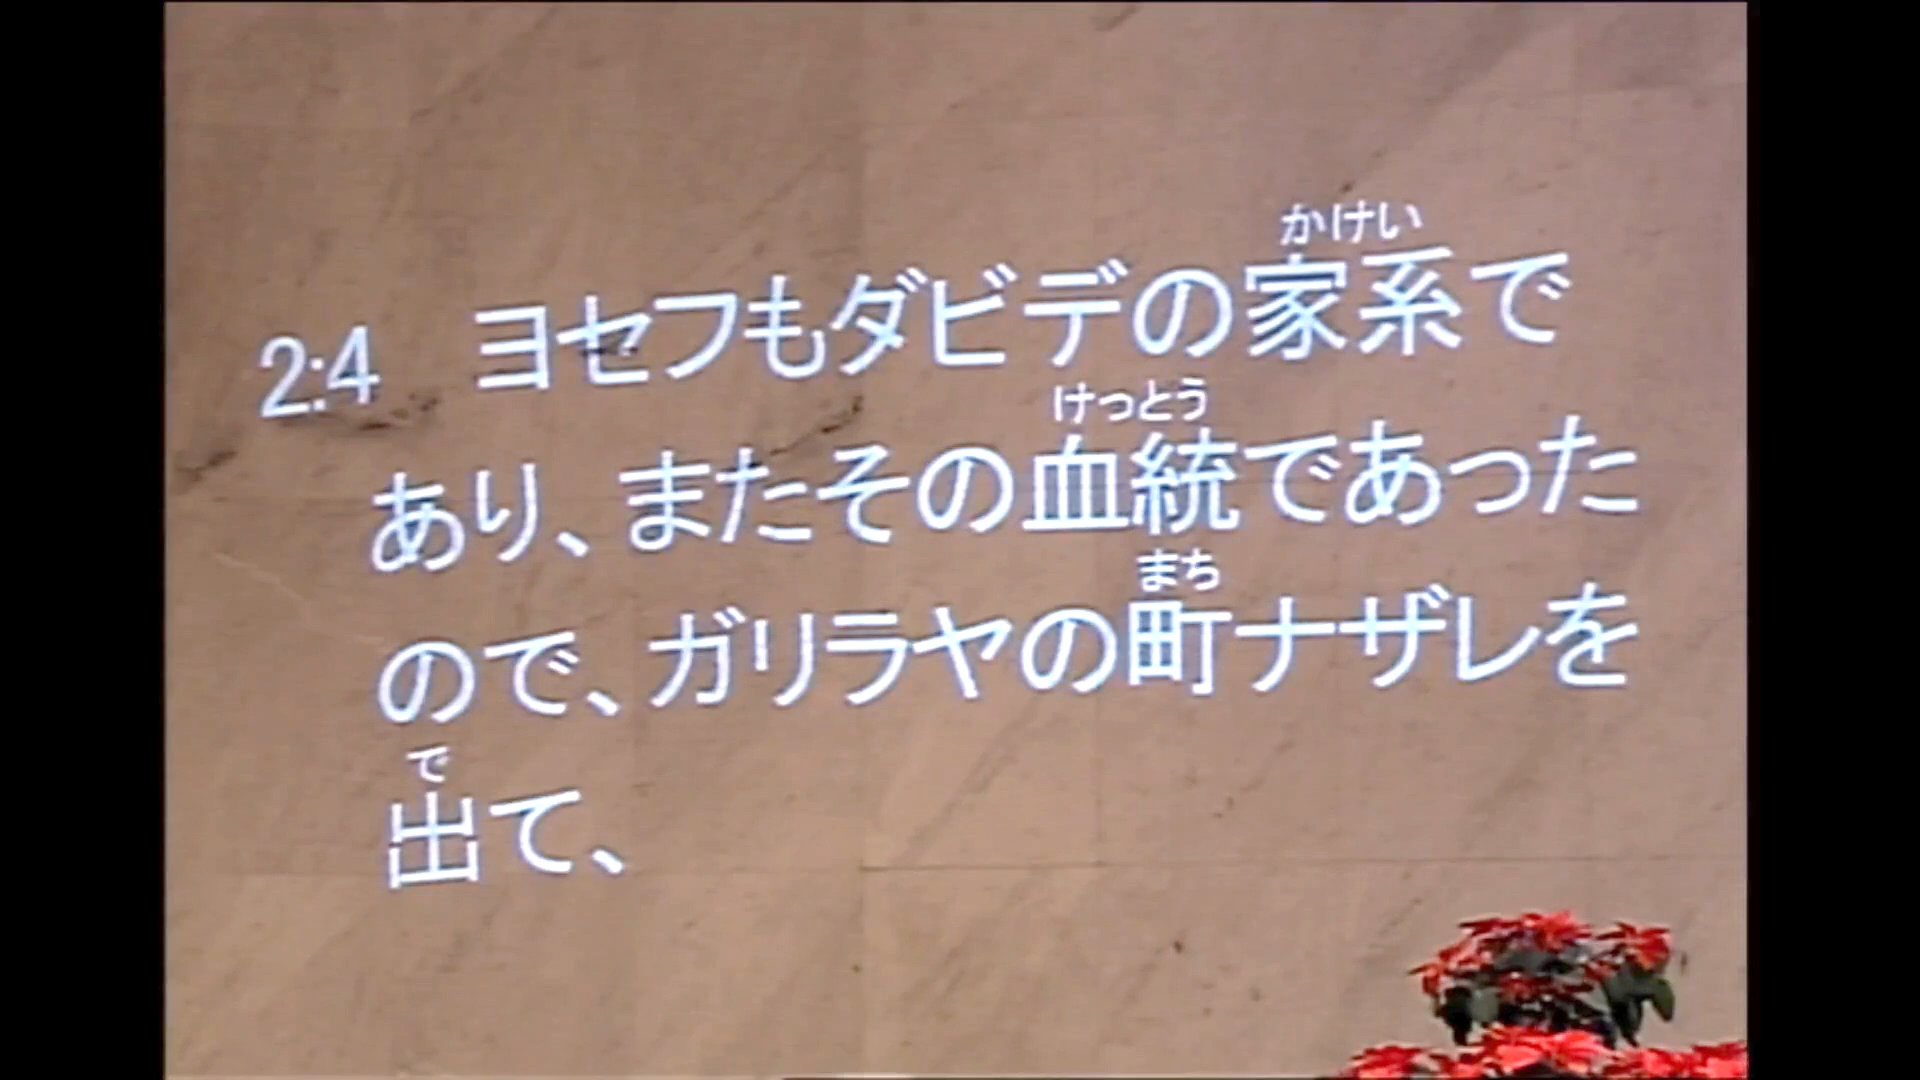 かけい
2:4 ヨセフもダビデの家系で
けっとう
あり、またその血統であった
まち
ので、ガリラヤの町ナザレを
で
出て、